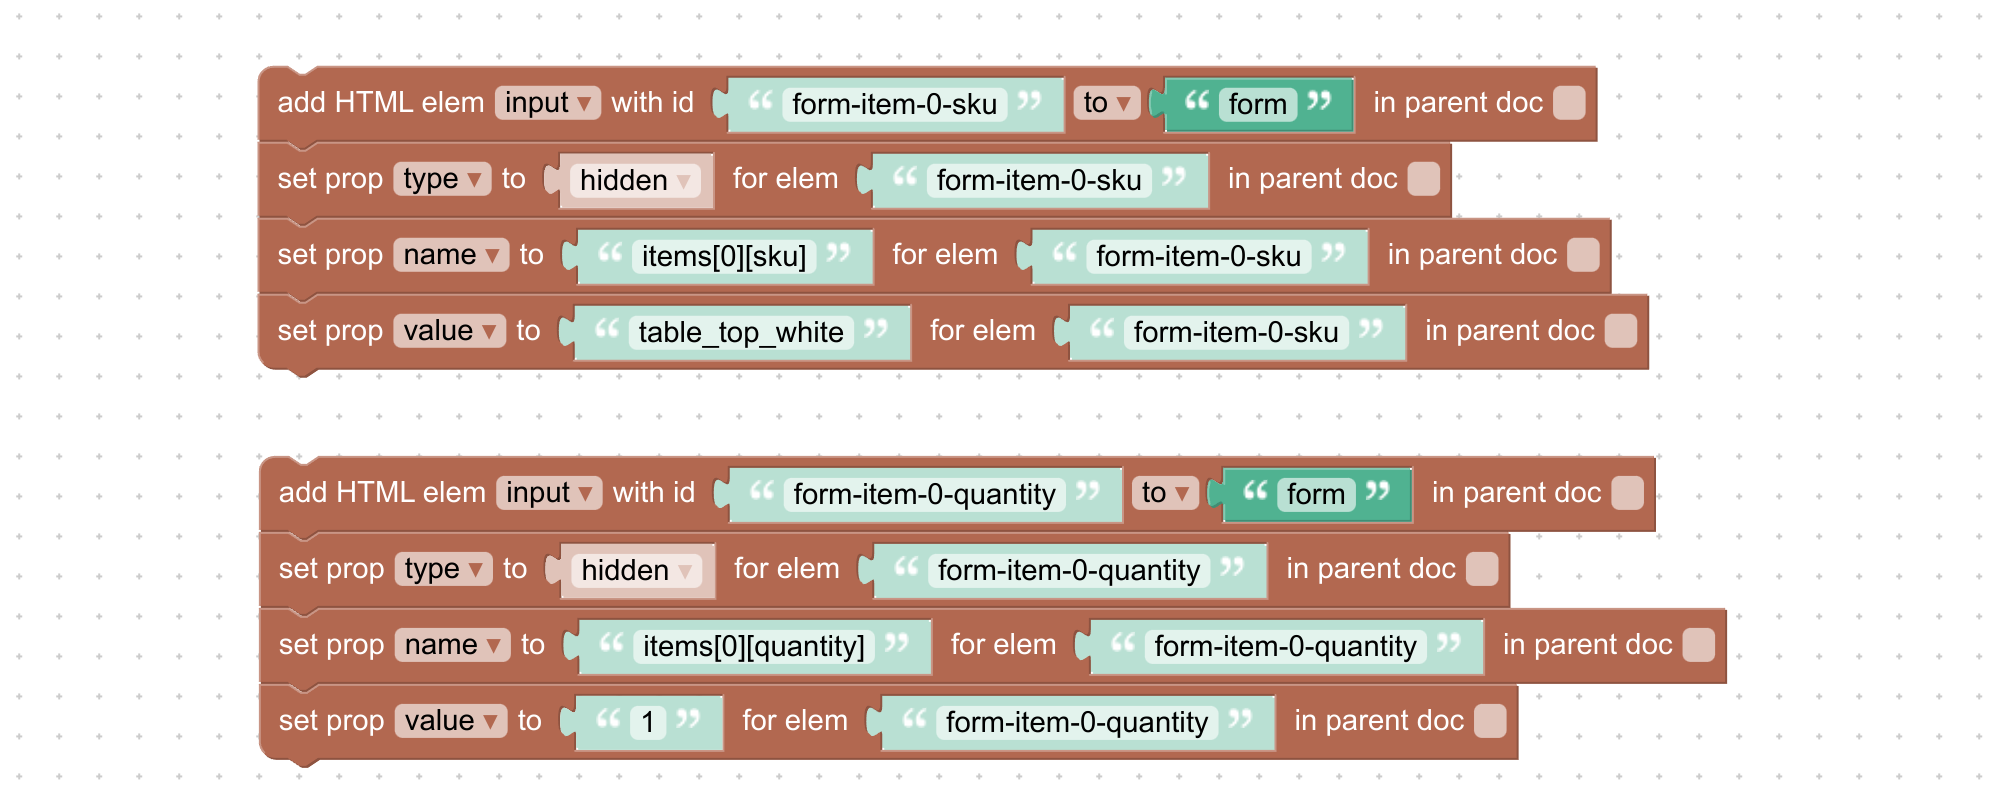 add HTML elem input ▾ with id “ form-item-0-sku ” to ▾ “ form ” in parent doc
set prop type ▾ to hidden ▾ for elem “ form-item-0-sku ” in parent doc
set prop name ▾ to “ items[0][sku] ” for elem “ form-item-0-sku ” in parent doc
set prop value ▾ to “ table_top_white ” for elem “ form-item-0-sku ” in parent doc
add HTML elem input ▾ with id “ form-item-0-quantity ” to ▾ “ form ” in parent doc
set prop type ▾ to hidden ▾ for elem “ form-item-0-quantity ” in parent doc
set prop name ▾ to “ items[0][quantity] ” for elem “ form-item-0-quantity ” in parent doc
set prop value ▾ to “ 1 ” for elem “ form-item-0-quantity ” in parent doc